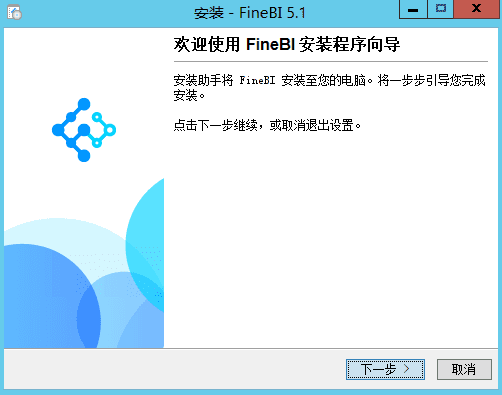 安装 - FineBI 5.1
欢迎使用 FineBI 安装程序向导
安装助手将 FineBI 安装至您的电脑。将一步步引导您完成
安装。
点击下一步继续，或取消退出设置。
下一步 >
取消